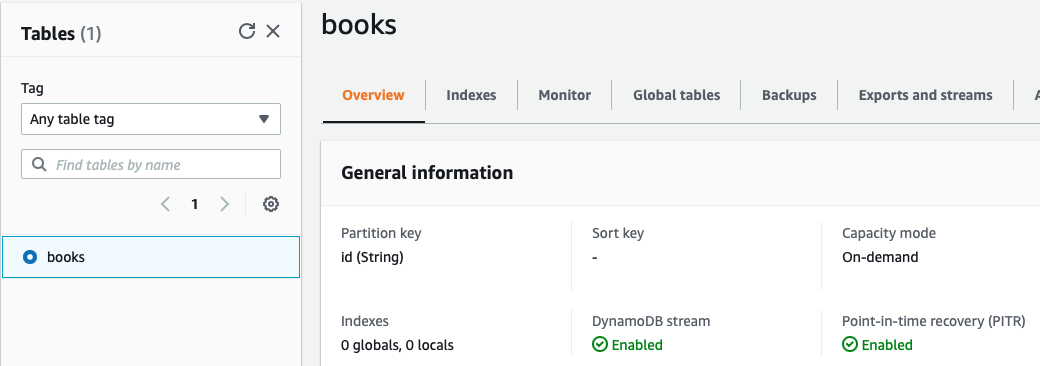 Tables (1)
Tag
Any table tag
Find tables by name
1
books
books
Overview
Indexes
Monitor
Global tables
Backups
Exports and streams
A
General information
Partition key
id (String)
Sort key
-
Capacity mode
On-demand
Indexes
0 globals, 0 locals
DynamoDB stream
Enabled
Point-in-time recovery (PITR)
Enabled